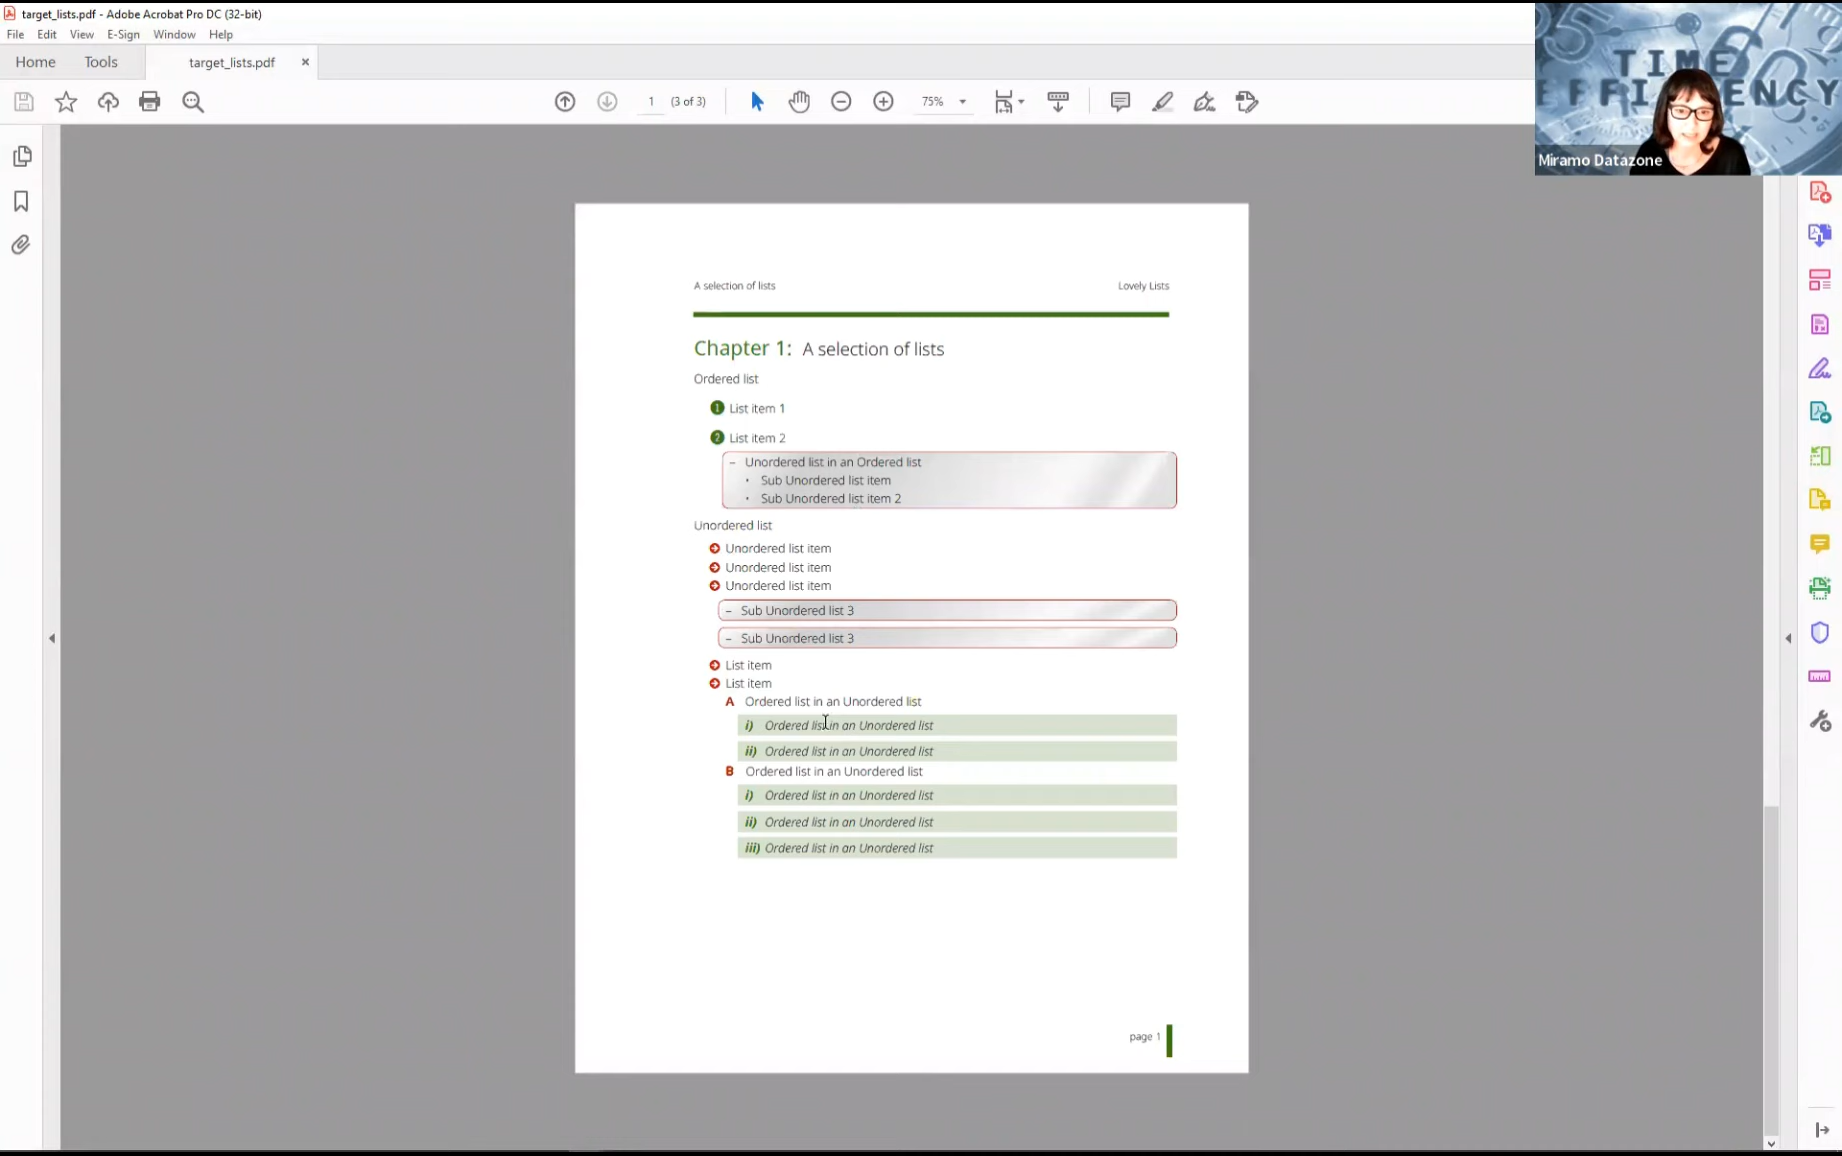 target_lists.pdf - Adobe Acrobat Pro DC (32-bit)
File Edit View E-Sign Window Help
Home Tools target_lists.pdf ×
1 (3 of 3) 75%
TIME
EFFI ENCY
Miramo Datazone
A selection of lists Lovely Lists
Chapter 1: A selection of lists
Ordered list
1 List item 1
2 List item 2
– Unordered list in an Ordered list
• Sub Unordered list item
• Sub Unordered list item 2
Unordered list
Unordered list item
Unordered list item
Unordered list item
– Sub Unordered list 3
– Sub Unordered list 3
List item
List item
A Ordered list in an Unordered list
i) Ordered list in an Unordered list
ii) Ordered list in an Unordered list
B Ordered list in an Unordered list
i) Ordered list in an Unordered list
ii) Ordered list in an Unordered list
iii) Ordered list in an Unordered list
page 1